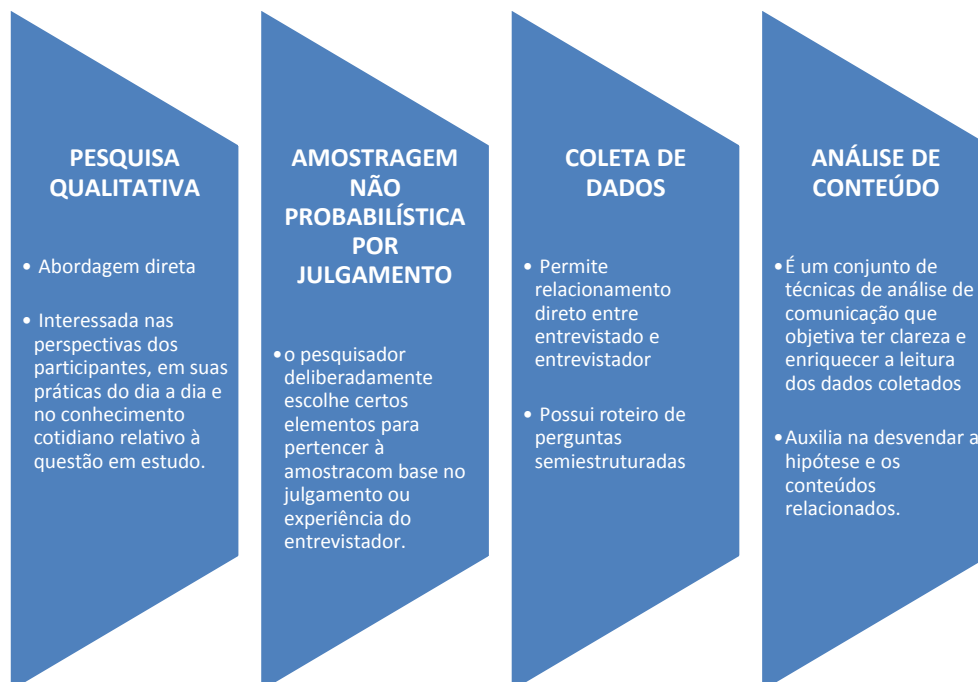 PESQUISA
QUALITATIVA
• Abordagem direta
• Interessada nas
perspectivas dos
participantes, em suas
práticas do dia a dia e
no conhecimento
cotidiano relativo à
questão em estudo.
AMOSTRAGEM
NÃO
PROBABILÍSTICA
POR
JULGAMENTO
• o pesquisador
deliberadamente
escolhe certos
elementos para
pertencer à
amostracom base no
julgamento ou
experiência do
entrevistador.
COLETA DE
DADOS
• Permite
relacionamento
direto entre
entrevistado e
entrevistador
• Possui roteiro de
perguntas
semiestruturadas
ANÁLISE DE
CONTEÚDO
• É um conjunto de
técnicas de análise de
comunicação que
objetiva ter clareza e
enriquecer a leitura
dos dados coletados
• Auxilia na desvendar a
hipótese e os
conteúdos
relacionados.